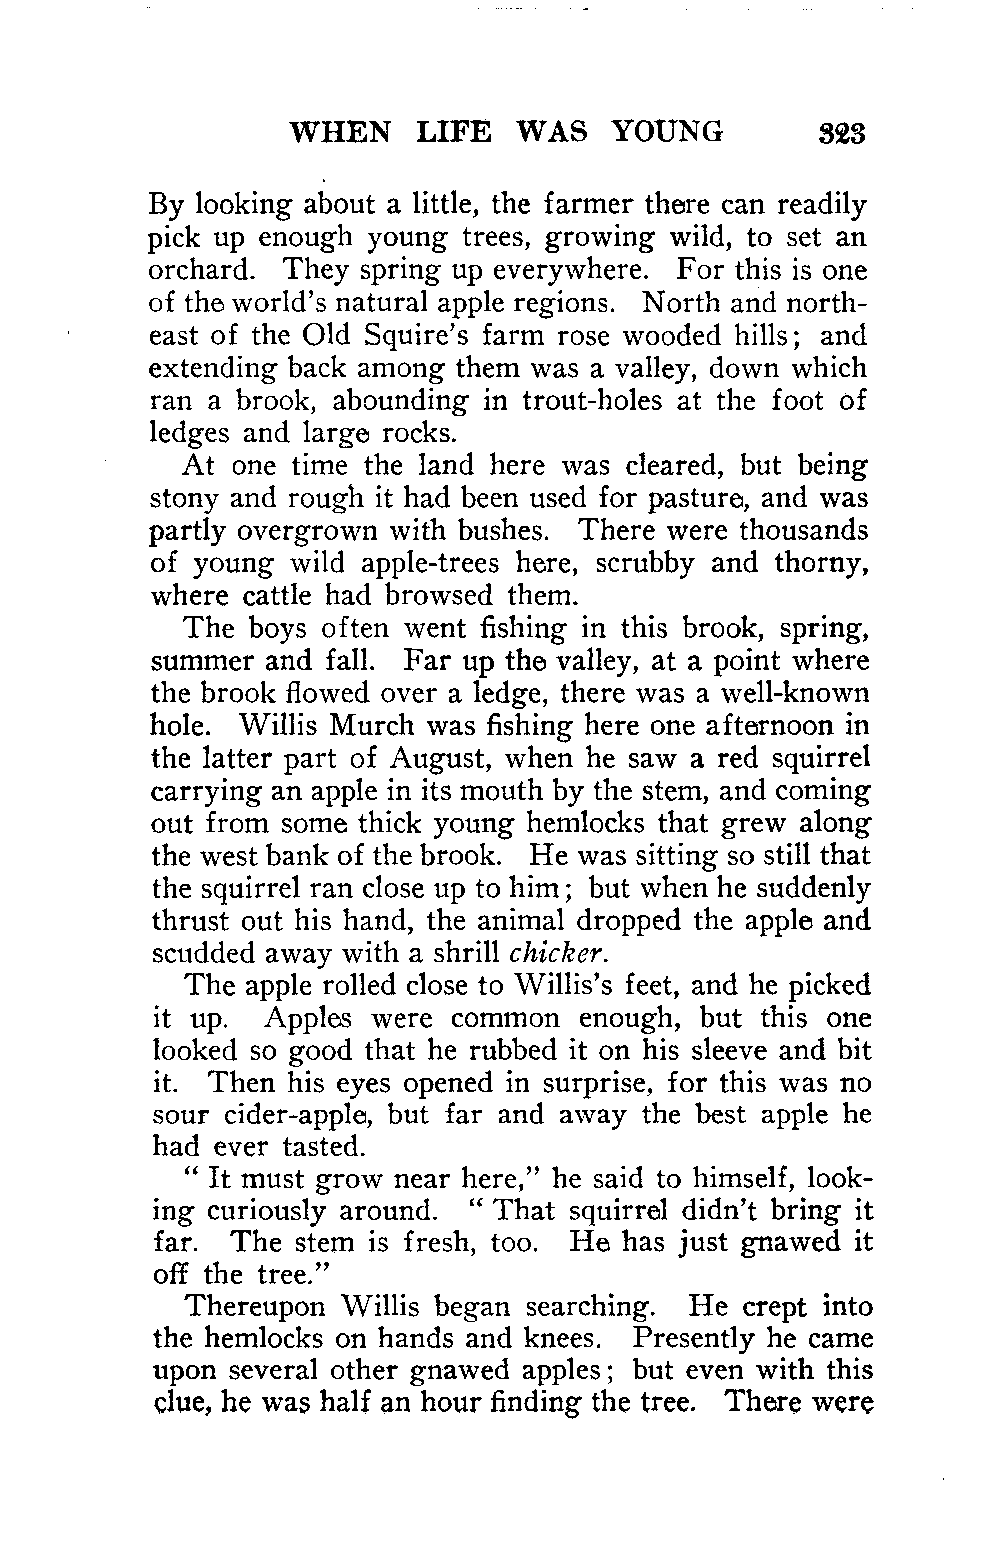 WHEN LIFE WAS YOUNG 323
By looking about a little, the farmer there can readily
pick up enough young trees, growing wild, to set an
orchard. They spring up everywhere. For this is one
of the world's natural apple regions. North and north-
east of the Old Squire's farm rose wooded hills; and
extending back among them was a valley, down which
ran a brook, abounding in trout-holes at the foot of
ledges and large rocks.
At one time the land here was cleared, but being
stony and rough it had been used for pasture, and was
partly overgrown with bushes. There were thousands
of young wild apple-trees here, scrubby and thorny,
where cattle had browsed them.
The boys often went fishing in this brook, spring,
summer and fall. Far up the valley, at a point where
the brook flowed over a ledge, there was a well-known
hole. Willis Murch was fishing here one afternoon in
the latter part of August, when he saw a red squirrel
carrying an apple in its mouth by the stem, and coming
out from some thick young hemlocks that grew along
the west bank of the brook. He was sitting so still that
the squirrel ran close up to him; but when he suddenly
thrust out his hand, the animal dropped the apple and
scudded away with a shrill chicker.
The apple rolled close to Willis's feet, and he picked
it up. Apples were common enough, but this one
looked so good that he rubbed it on his sleeve and bit
it. Then his eyes opened in surprise, for this was no
sour cider-apple, but far and away the best apple he
had ever tasted.
" It must grow near here," he said to himself, look-
ing curiously around. " That squirrel didn't bring it
far. The stem is fresh, too. He has just gnawed it
off the tree."
Thereupon Willis began searching. He crept into
the hemlocks on hands and knees. Presently he came
upon several other gnawed apples; but even with this
clue, he was half an hour finding the tree. There were